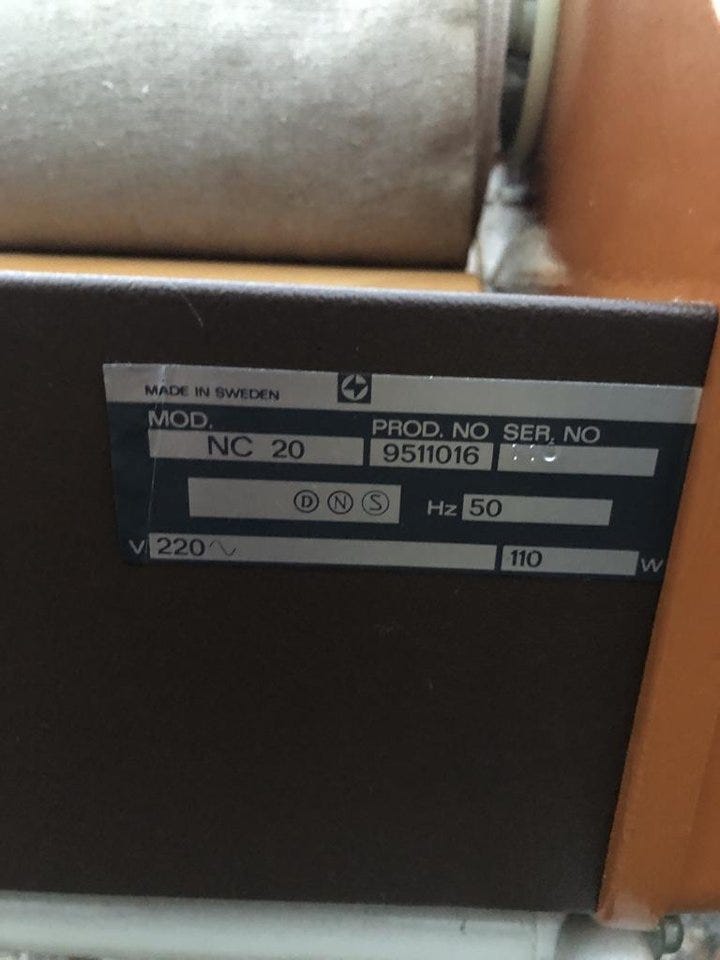 MADE IN SWEDEN
MOD. PROD. NO SER. NO
NC 20 9511016
D N S Hz 50
V 220~ 110 W